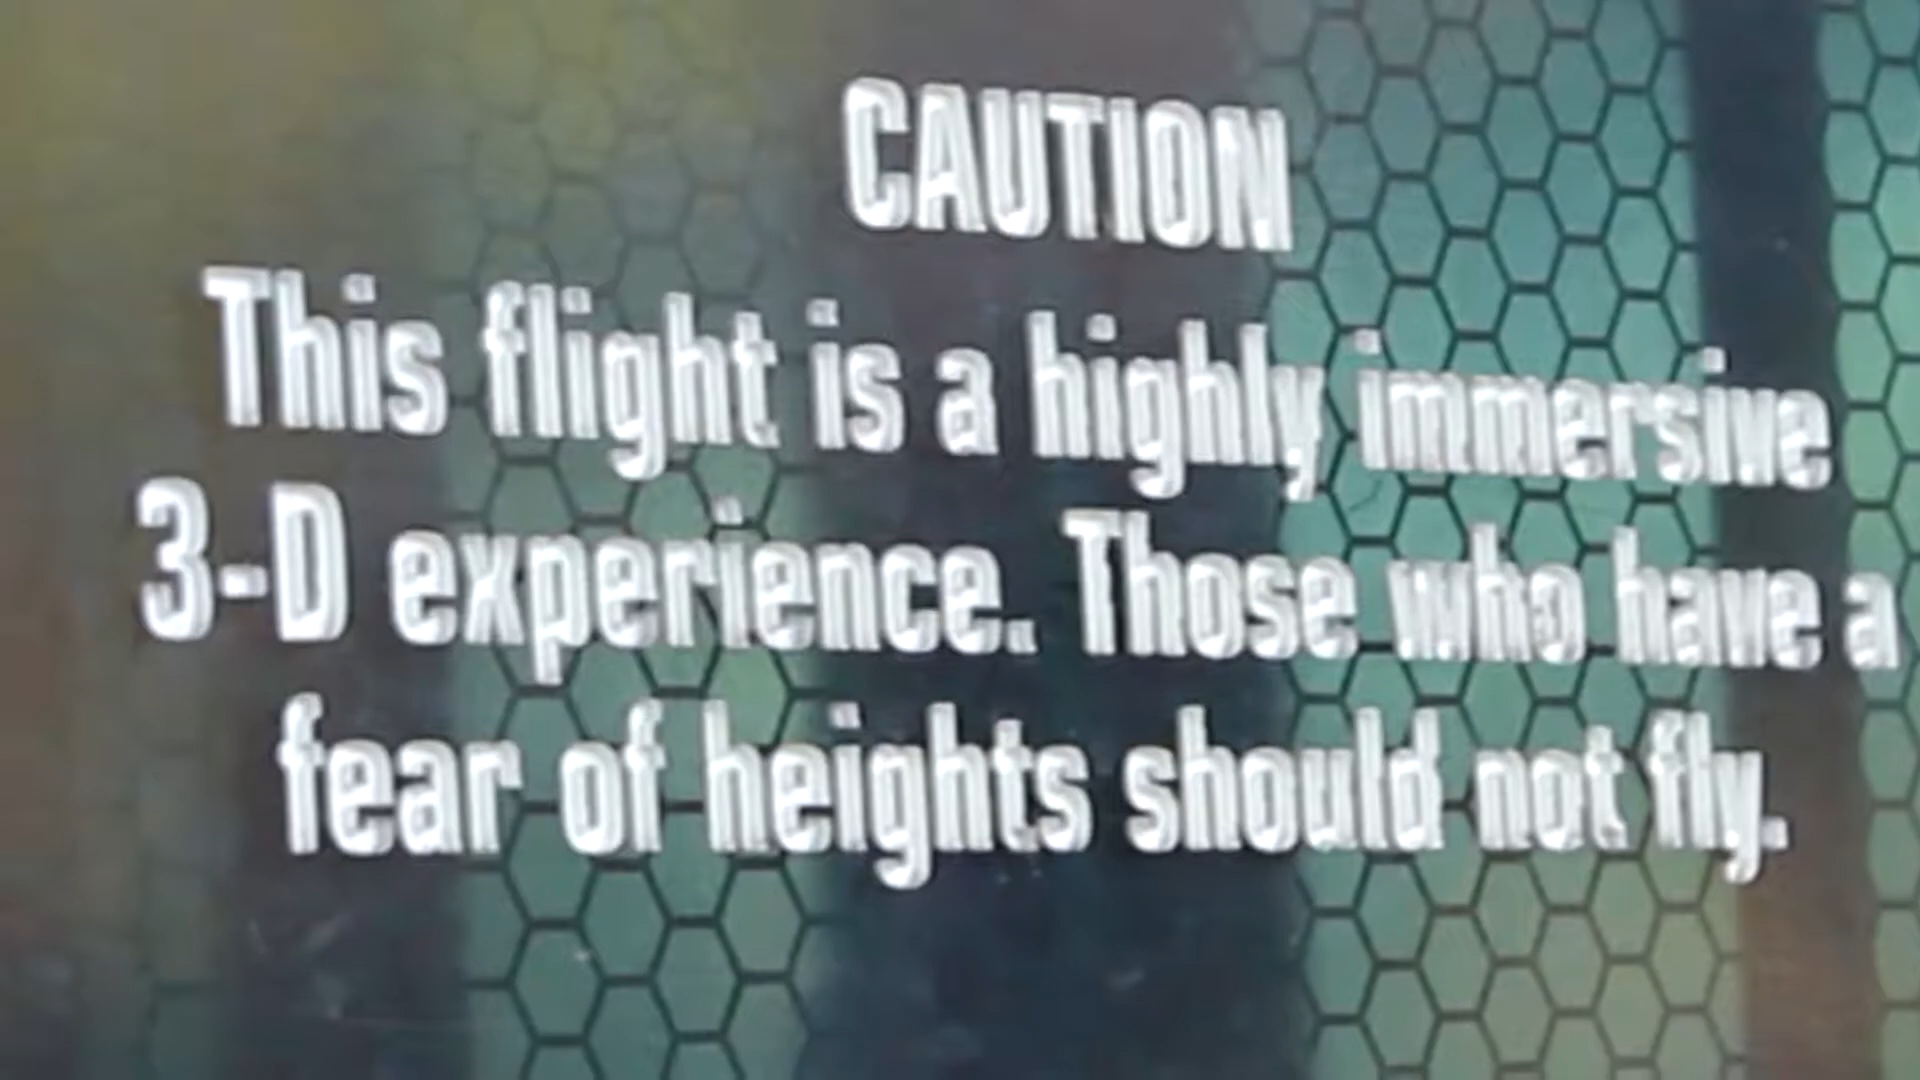 CAUTION
This flight is a highly immersive
3-D experience. Those who have a
fear of heights should not fly.